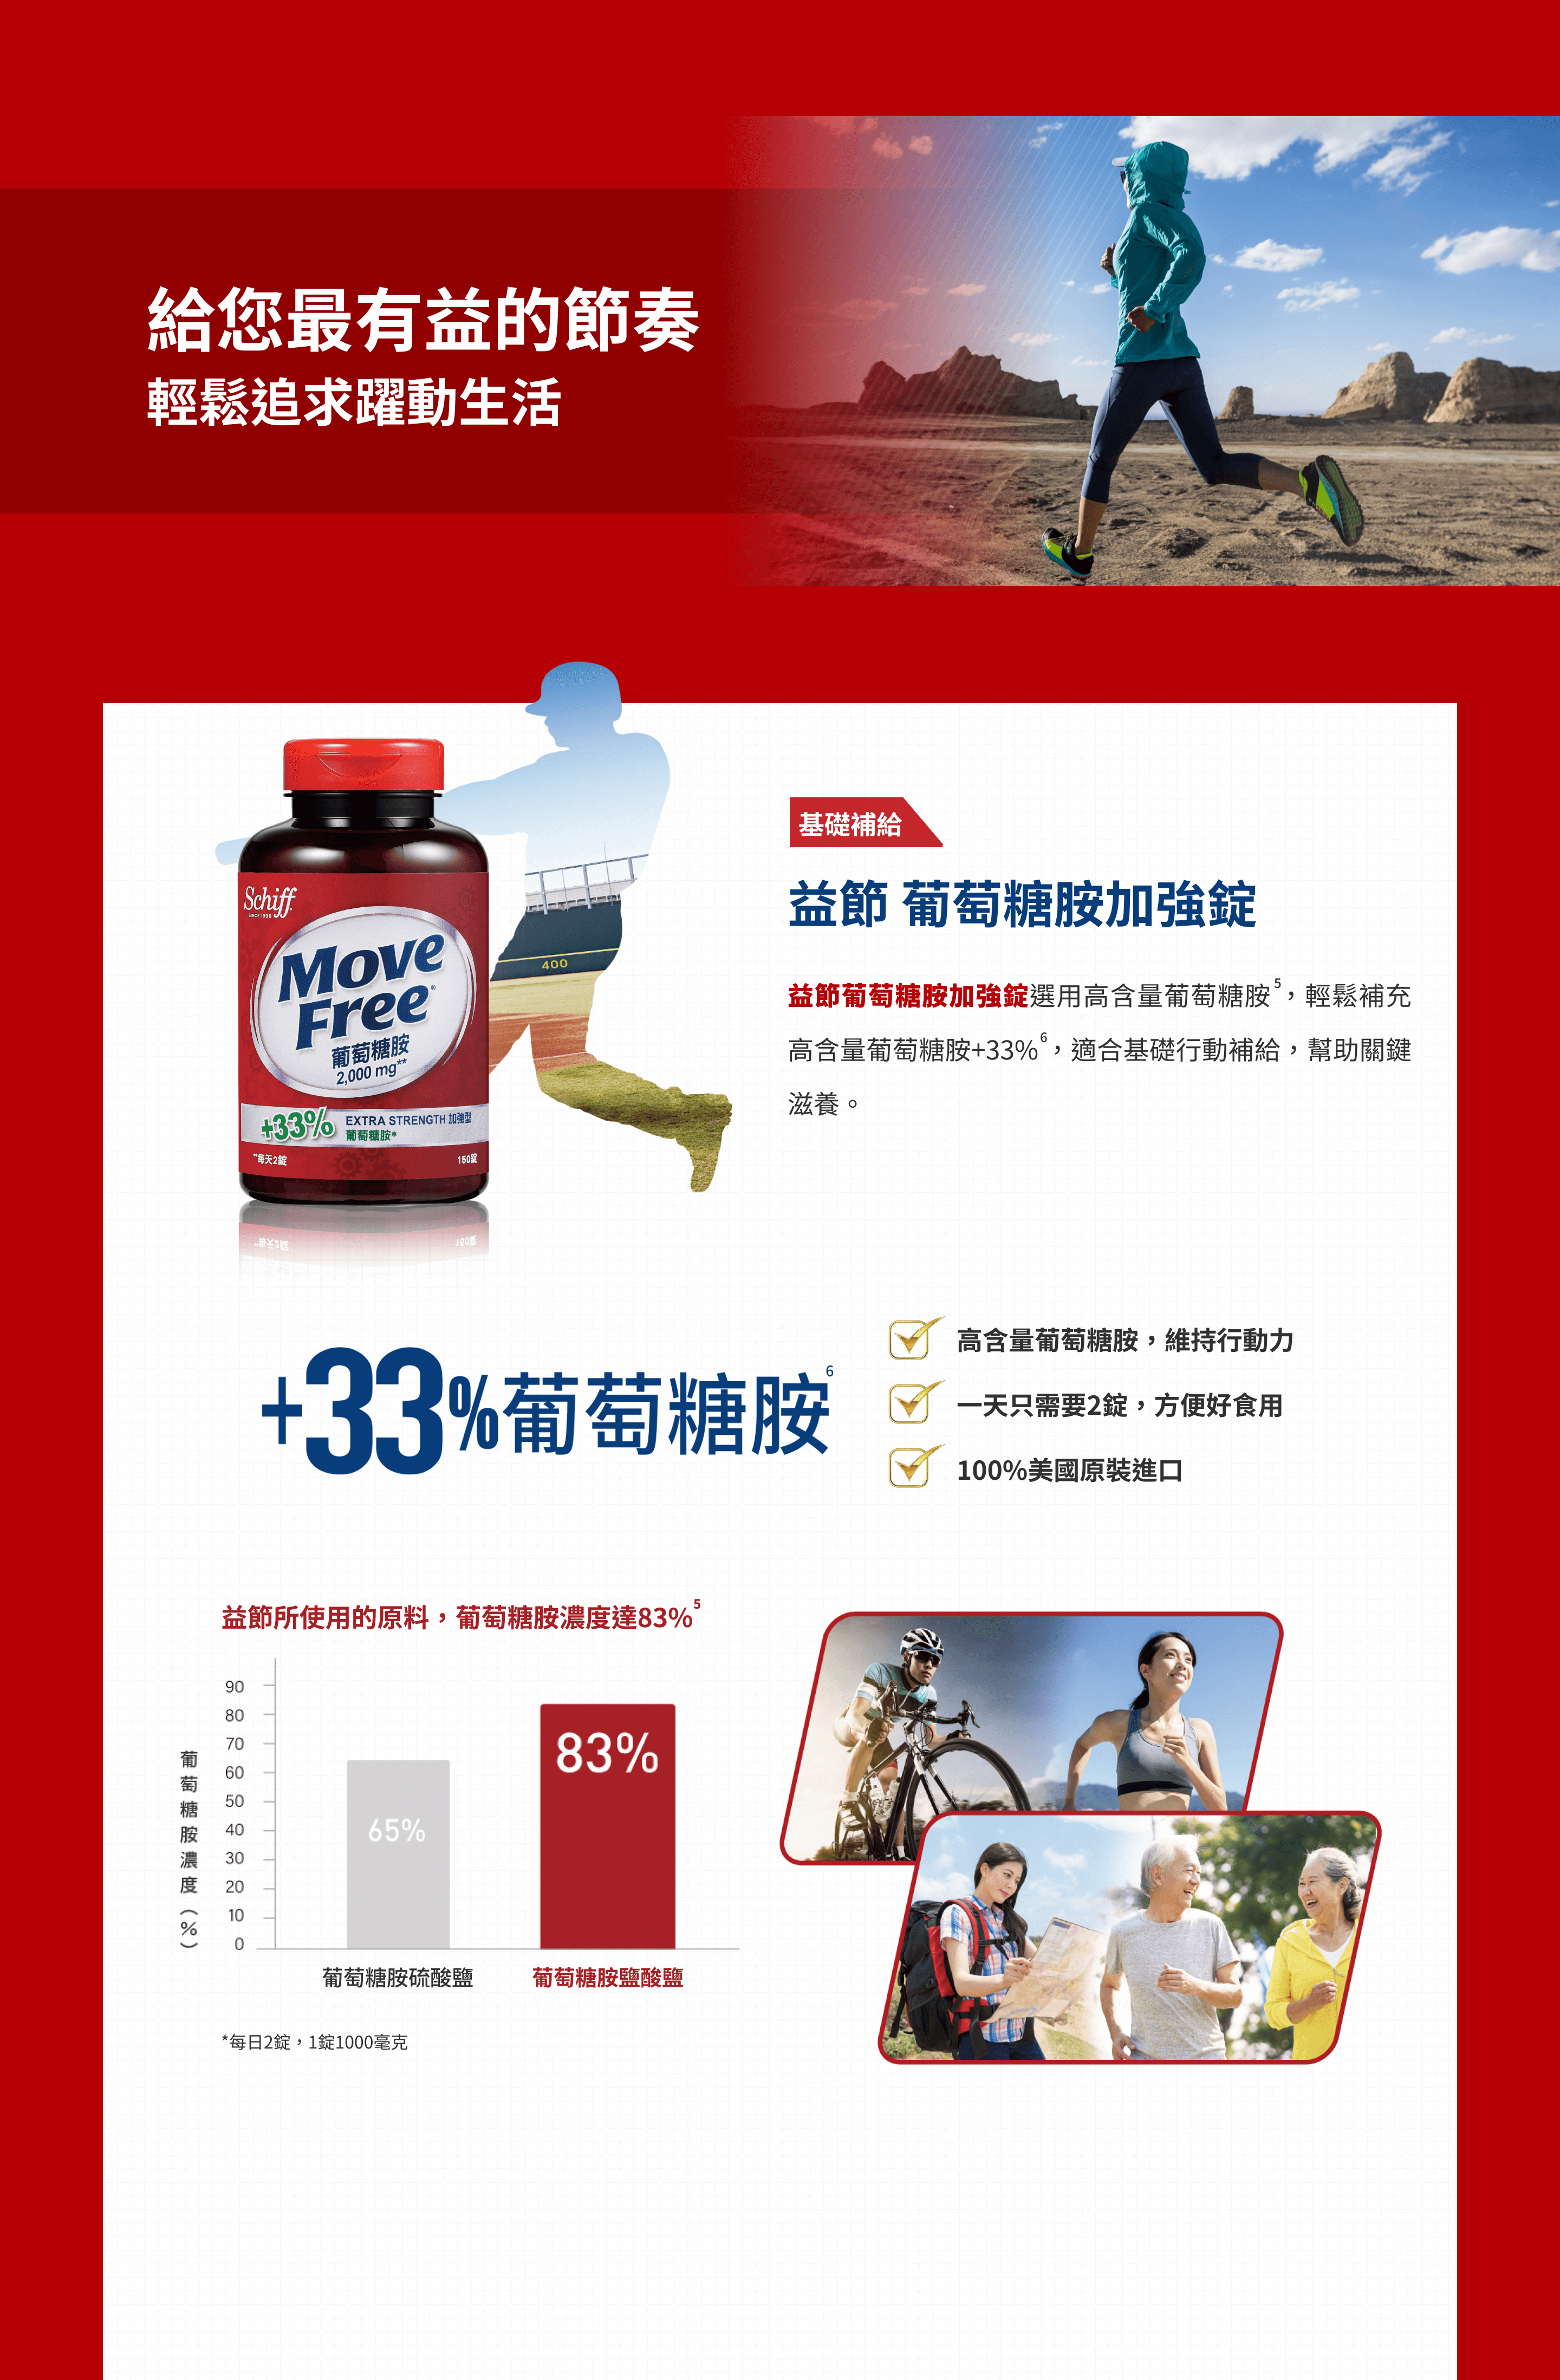 給您最有益的節奏
輕鬆追求躍動生活
400
Schiff
SINCE 1936
Move
Free®
葡萄糖胺
2,000 mg**
+33% EXTRA STRENGTH 加強型
葡萄糖胺*
**每天2錠 150錠
基礎補給
益節 葡萄糖胺加強錠
益節葡萄糖胺加強錠選用高含量葡萄糖胺5，輕鬆補充
高含量葡萄糖胺+33%6，適合基礎行動補給，幫助關鍵
滋養。
+33%葡萄糖胺6
高含量葡萄糖胺，維持行動力
一天只需要2錠，方便好食用
100%美國原裝進口
益節所使用的原料，葡萄糖胺濃度達83%5
葡萄糖胺濃度（%）
90
80
70
60
50
40
30
20
10
0
65%
83%
葡萄糖胺硫酸鹽
葡萄糖胺鹽酸鹽
*每日2錠，1錠1000毫克